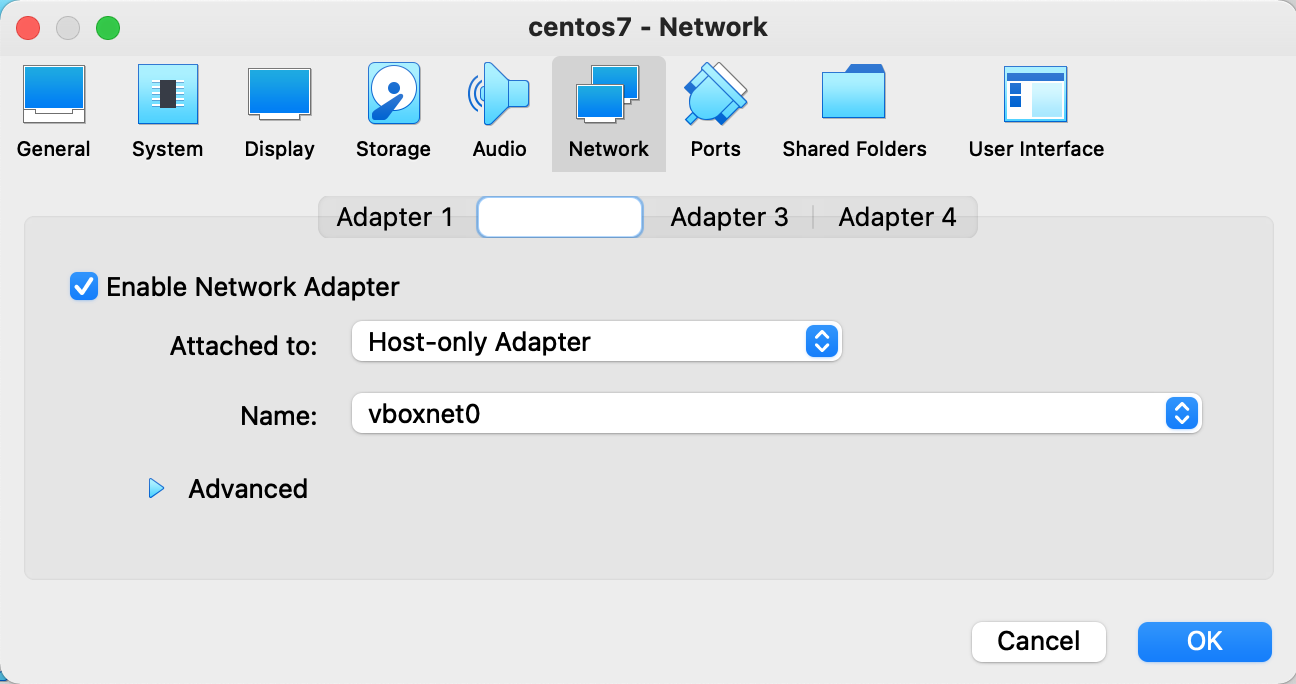 centos7 - Network
General System Display Storage Audio Network Ports Shared Folders User Interface
Adapter 1 Adapter 3 Adapter 4
Enable Network Adapter
Attached to: Host-only Adapter
Name: vboxnet0
Advanced
Cancel OK